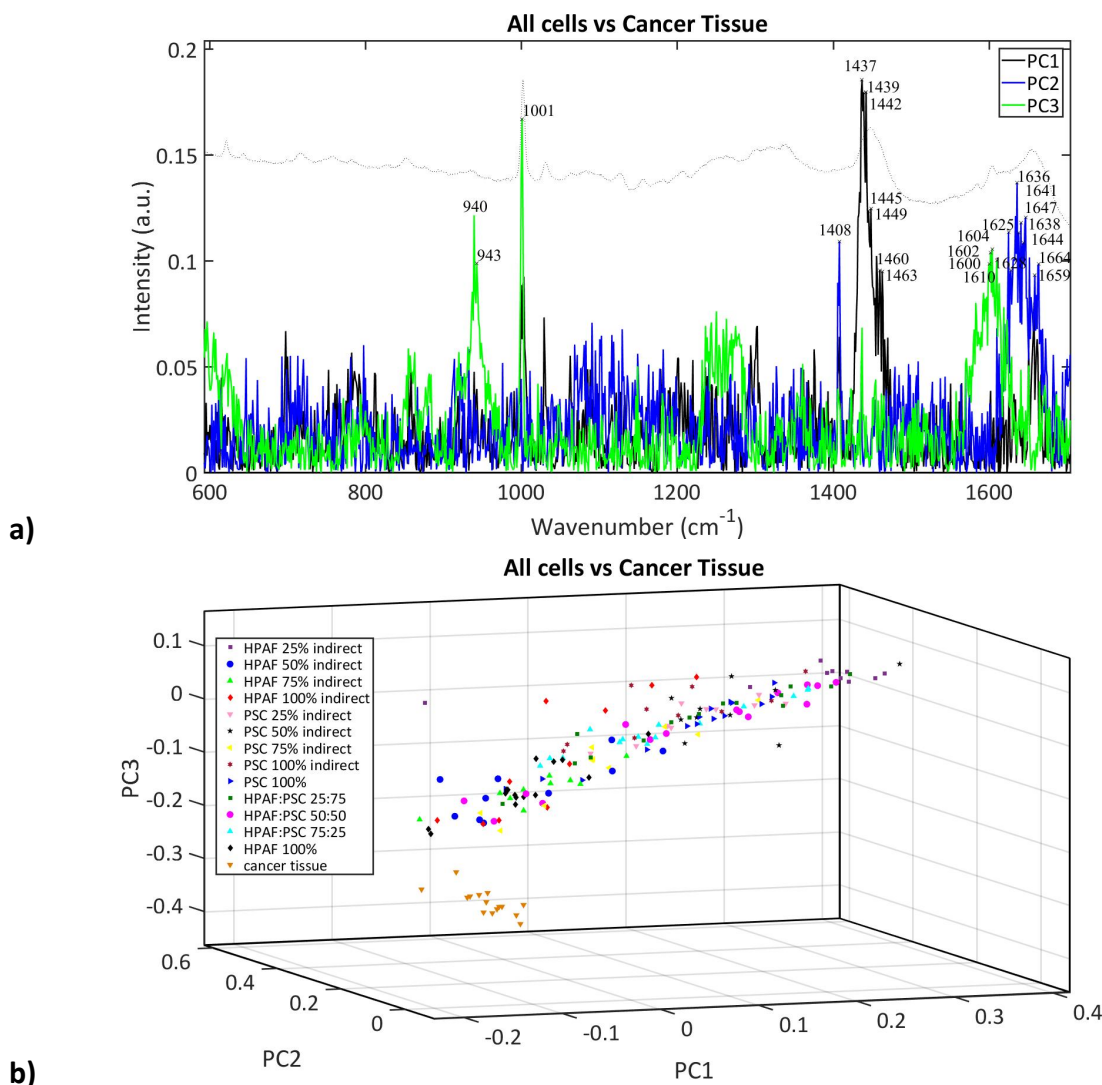 All cells vs Cancer Tissue
0.2
0.15
0.1
0.05
0
Intensity (a.u.)
PC1
PC2
PC3
1437
1439
1442
1001
1636
1641
1445
1647
940
1449
1625
1638
1408
1604
1644
943
1602
1460
1664
1600
1628
1463
1610
1659
600
800
1000
1200
1400
1600
Wavenumber (cm-1)
a)
All cells vs Cancer Tissue
0.1
0
-0.1
-0.2
-0.3
-0.4
PC3
HPAF 25% indirect
HPAF 50% indirect
HPAF 75% indirect
HPAF 100% indirect
PSC 25% indirect
PSC 50% indirect
PSC 75% indirect
PSC 100% indirect
PSC 100%
HPAF:PSC 25:75
HPAF:PSC 50:50
HPAF:PSC 75:25
HPAF 100%
cancer tissue
0.6
0.4
0.2
0
PC2
-0.2
-0.1
0
0.1
0.2
0.3
0.4
PC1
b)